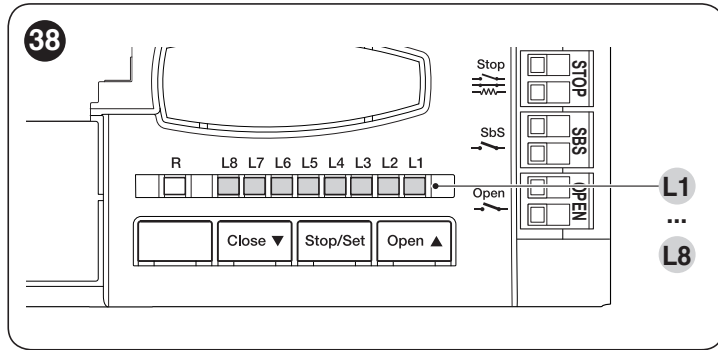 38
Stop
STOP
SbS
SBS
R L8 L7 L6 L5 L4 L3 L2 L1
Open
OPEN
L1
...
L8
Close ▼ Stop/Set Open ▲